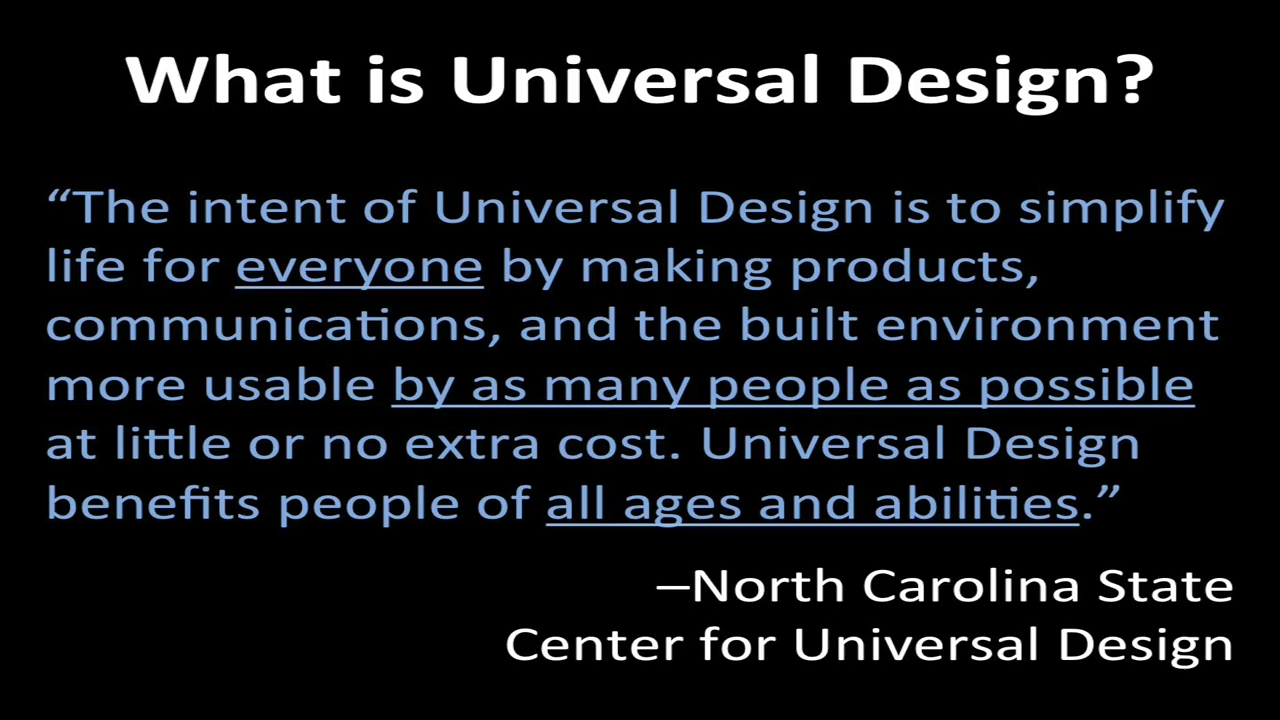 What is Universal Design?
“The intent of Universal Design is to simplify
life for everyone by making products,
communications, and the built environment
more usable by as many people as possible
at little or no extra cost. Universal Design
benefits people of all ages and abilities.”
–North Carolina State
Center for Universal Design